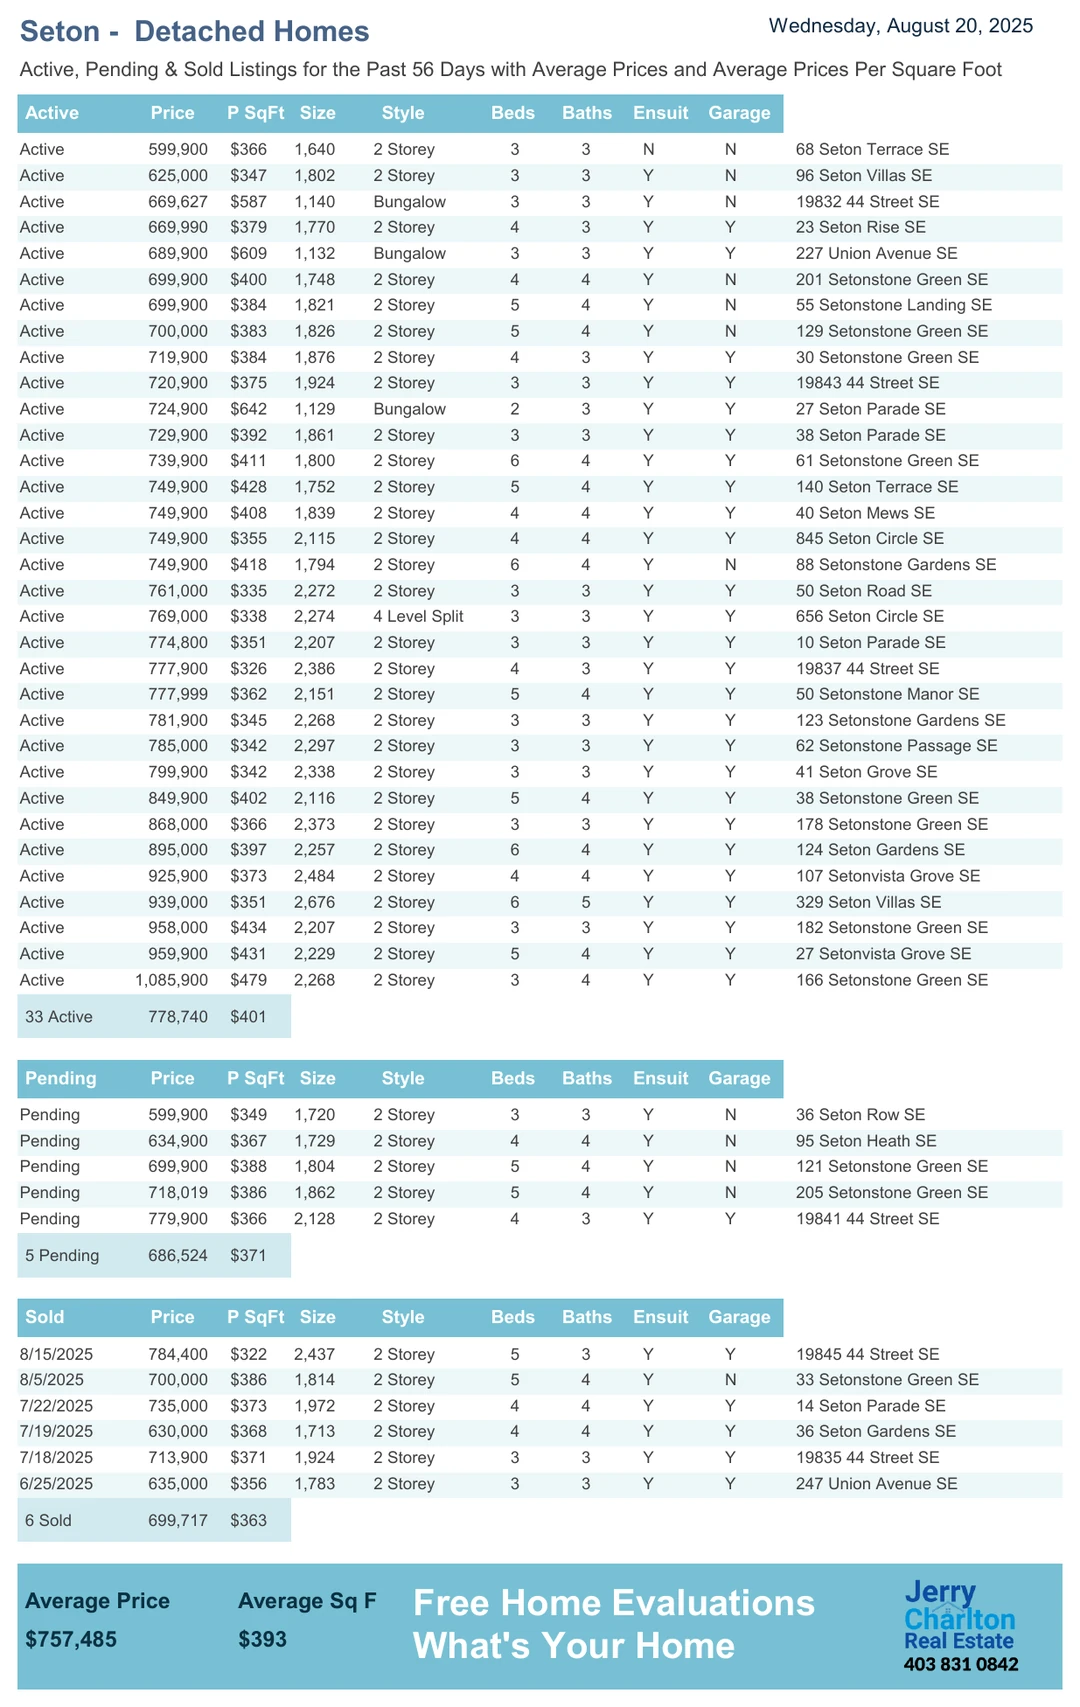 Seton - Detached Homes
Wednesday, August 20, 2025
Active, Pending & Sold Listings for the Past 56 Days with Average Prices and Average Prices Per Square Foot
Active Price P SqFt Size Style Beds Baths Ensuit Garage
Active 599,900 $366 1,640 2 Storey 3 3 N N 68 Seton Terrace SE
Active 625,000 $347 1,802 2 Storey 3 3 Y N 96 Seton Villas SE
Active 669,627 $587 1,140 Bungalow 3 3 Y N 19832 44 Street SE
Active 669,990 $379 1,770 2 Storey 4 3 Y Y 23 Seton Rise SE
Active 689,900 $609 1,132 Bungalow 3 3 Y Y 227 Union Avenue SE
Active 699,900 $400 1,748 2 Storey 4 4 Y N 201 Setonstone Green SE
Active 699,900 $384 1,821 2 Storey 5 4 Y N 55 Setonstone Landing SE
Active 700,000 $383 1,826 2 Storey 5 4 Y N 129 Setonstone Green SE
Active 719,900 $384 1,876 2 Storey 4 3 Y Y 30 Setonstone Green SE
Active 720,900 $375 1,924 2 Storey 3 3 Y Y 19843 44 Street SE
Active 724,900 $642 1,129 Bungalow 2 3 Y Y 27 Seton Parade SE
Active 729,900 $392 1,861 2 Storey 3 3 Y Y 38 Seton Parade SE
Active 739,900 $411 1,800 2 Storey 6 4 Y Y 61 Setonstone Green SE
Active 749,900 $428 1,752 2 Storey 5 4 Y Y 140 Seton Terrace SE
Active 749,900 $408 1,839 2 Storey 4 4 Y Y 40 Seton Mews SE
Active 749,900 $355 2,115 2 Storey 4 4 Y Y 845 Seton Circle SE
Active 749,900 $418 1,794 2 Storey 6 4 Y N 88 Setonstone Gardens SE
Active 761,000 $335 2,272 2 Storey 3 3 Y Y 50 Seton Road SE
Active 769,000 $338 2,274 4 Level Split 3 3 Y Y 656 Seton Circle SE
Active 774,800 $351 2,207 2 Storey 3 3 Y Y 10 Seton Parade SE
Active 777,900 $326 2,386 2 Storey 4 3 Y Y 19837 44 Street SE
Active 777,999 $362 2,151 2 Storey 5 4 Y Y 50 Setonstone Manor SE
Active 781,900 $345 2,268 2 Storey 3 3 Y Y 123 Setonstone Gardens SE
Active 785,000 $342 2,297 2 Storey 3 3 Y Y 62 Setonstone Passage SE
Active 799,900 $342 2,338 2 Storey 3 3 Y Y 41 Seton Grove SE
Active 849,900 $402 2,116 2 Storey 5 4 Y Y 38 Setonstone Green SE
Active 868,000 $366 2,373 2 Storey 3 3 Y Y 178 Setonstone Green SE
Active 895,000 $397 2,257 2 Storey 6 4 Y Y 124 Seton Gardens SE
Active 925,900 $373 2,484 2 Storey 4 4 Y Y 107 Setonvista Grove SE
Active 939,000 $351 2,676 2 Storey 6 5 Y Y 329 Seton Villas SE
Active 958,000 $434 2,207 2 Storey 3 3 Y Y 182 Setonstone Green SE
Active 959,900 $431 2,229 2 Storey 5 4 Y Y 27 Setonvista Grove SE
Active 1,085,900 $479 2,268 2 Storey 3 4 Y Y 166 Setonstone Green SE
33 Active 778,740 $401
Pending Price P SqFt Size Style Beds Baths Ensuit Garage
Pending 599,900 $349 1,720 2 Storey 3 3 Y N 36 Seton Row SE
Pending 634,900 $367 1,729 2 Storey 4 4 Y N 95 Seton Heath SE
Pending 699,900 $388 1,804 2 Storey 5 4 Y N 121 Setonstone Green SE
Pending 718,019 $386 1,862 2 Storey 5 4 Y N 205 Setonstone Green SE
Pending 779,900 $366 2,128 2 Storey 4 3 Y Y 19841 44 Street SE
5 Pending 686,524 $371
Sold Price P SqFt Size Style Beds Baths Ensuit Garage
8/15/2025 784,400 $322 2,437 2 Storey 5 3 Y Y 19845 44 Street SE
8/5/2025 700,000 $386 1,814 2 Storey 5 4 Y N 33 Setonstone Green SE
7/22/2025 735,000 $373 1,972 2 Storey 4 4 Y Y 14 Seton Parade SE
7/19/2025 630,000 $368 1,713 2 Storey 4 4 Y Y 36 Seton Gardens SE
7/18/2025 713,900 $371 1,924 2 Storey 3 3 Y Y 19835 44 Street SE
6/25/2025 635,000 $356 1,783 2 Storey 3 3 Y Y 247 Union Avenue SE
6 Sold 699,717 $363
Average Price Average Sq F
$757,485 $393
Free Home Evaluations
What's Your Home
Jerry
Charlton
Real Estate
403 831 0842